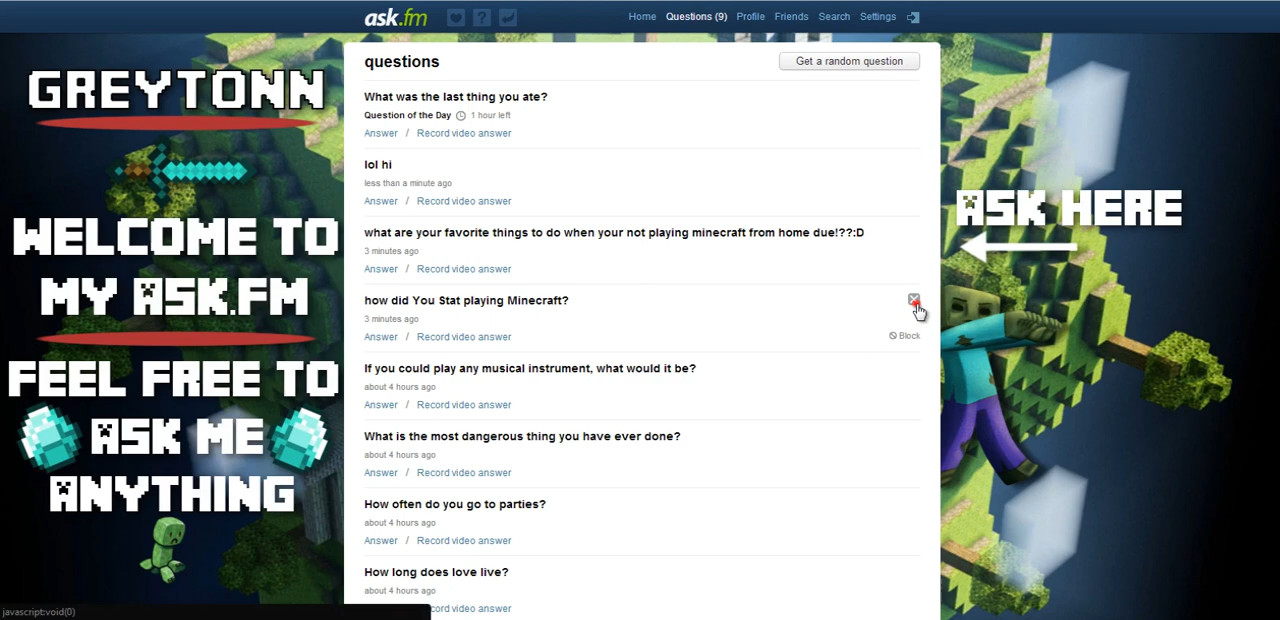 ask.fm
Home Questions (9) Profile Friends Search Settings
GREYTONN
WELCOME TO
MY ASK.FM
FEEL FREE TO
ASK ME
ANYTHING
questions
Get a random question
What was the last thing you ate?
Question of the Day 1 hour left
Answer / Record video answer
lol hi
less than a minute ago
Answer / Record video answer
what are your favorite things to do when your not playing minecraft from home due!??:D
3 minutes ago
Answer / Record video answer
how did You Stat playing Minecraft?
3 minutes ago
Answer / Record video answer
Block
If you could play any musical instrument, what would it be?
about 4 hours ago
Answer / Record video answer
What is the most dangerous thing you have ever done?
about 4 hours ago
Answer / Record video answer
How often do you go to parties?
about 4 hours ago
Answer / Record video answer
How long does love live?
about 4 hours ago
cord video answer
ASK HERE
javascript:void(0)